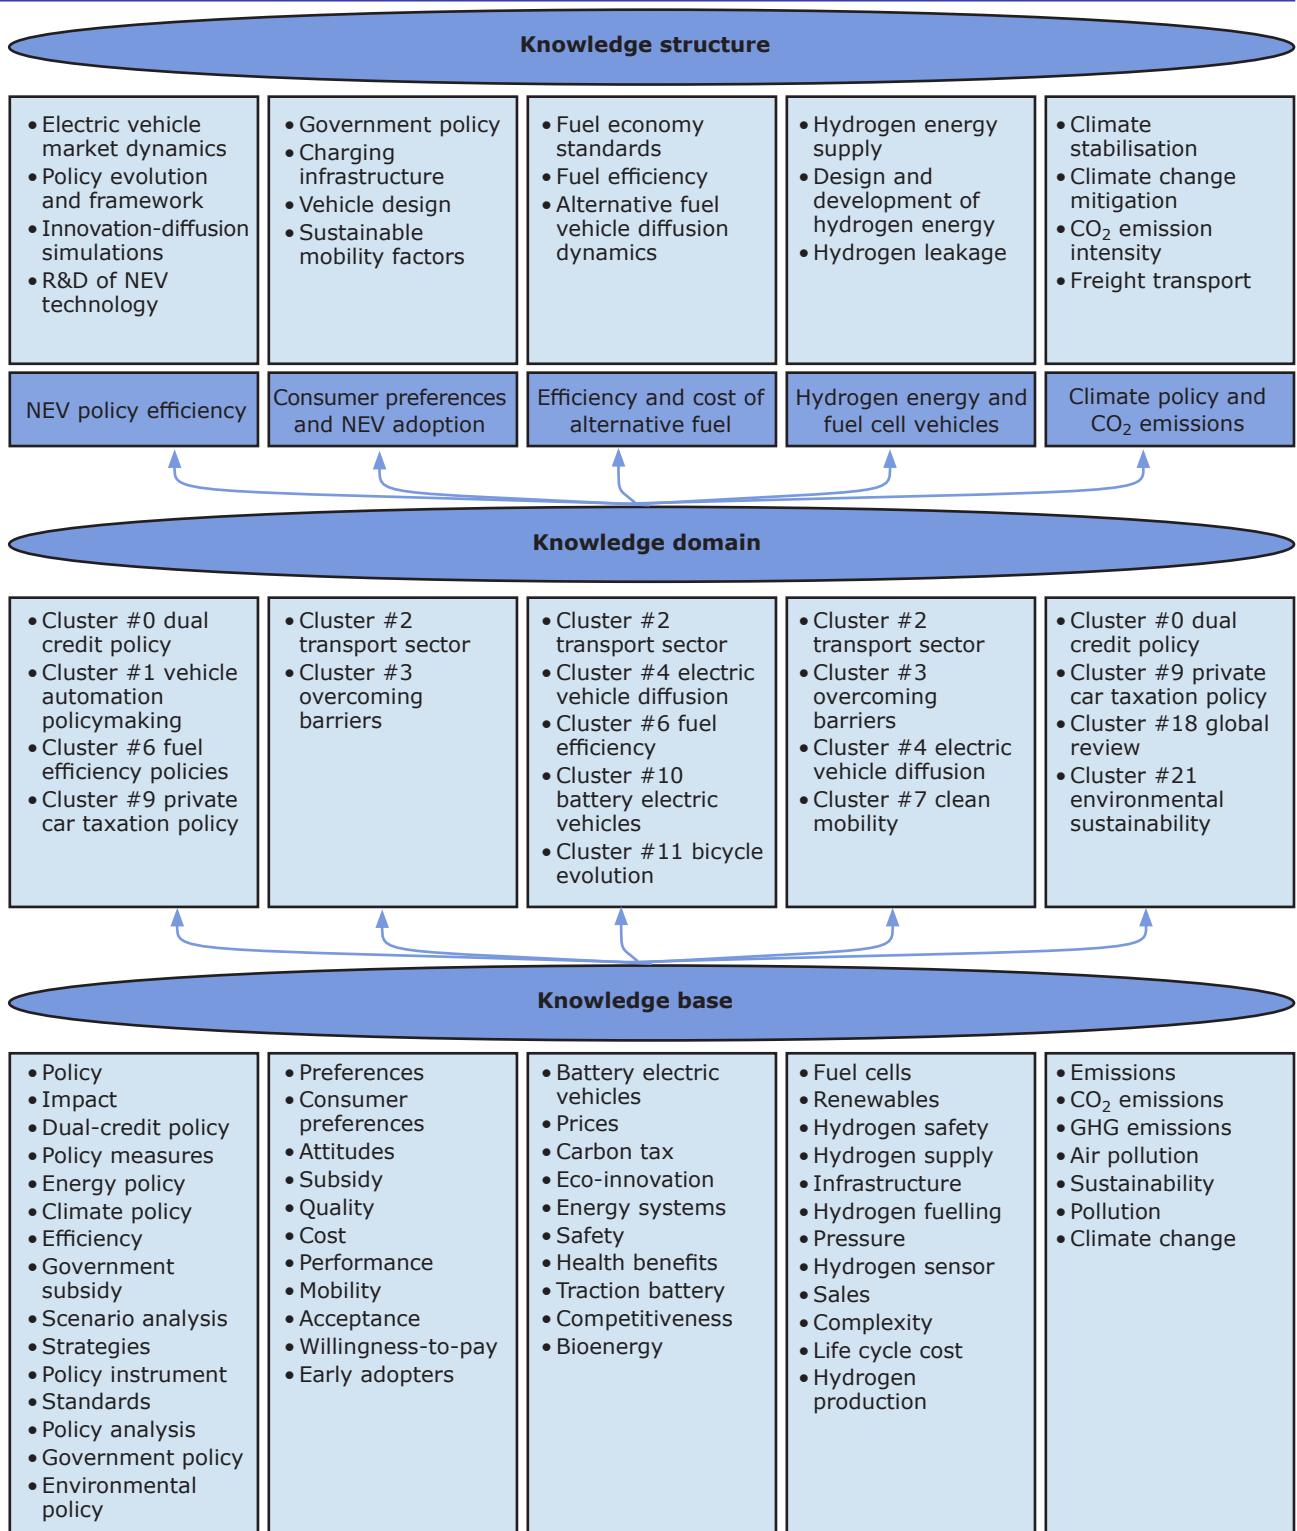 Knowledge structure
• Electric vehicle
market dynamics
• Policy evolution
and framework
• Innovation-diffusion
simulations
• R&D of NEV
technology
• Government policy
• Charging
infrastructure
• Vehicle design
• Sustainable
mobility factors
• Fuel economy
standards
• Fuel efficiency
• Alternative fuel
vehicle diffusion
dynamics
• Hydrogen energy
supply
• Design and
development of
hydrogen energy
• Hydrogen leakage
• Climate
stabilisation
• Climate change
mitigation
• CO₂ emission
intensity
• Freight transport
NEV policy efficiency
Consumer preferences
and NEV adoption
Efficiency and cost of
alternative fuel
Hydrogen energy and
fuel cell vehicles
Climate policy and
CO₂ emissions
Knowledge domain
• Cluster #0 dual
credit policy
• Cluster #1 vehicle
automation
policymaking
• Cluster #6 fuel
efficiency policies
• Cluster #9 private
car taxation policy
• Cluster #2
transport sector
• Cluster #3
overcoming
barriers
• Cluster #2
transport sector
• Cluster #4 electric
vehicle diffusion
• Cluster #6 fuel
efficiency
• Cluster #10
battery electric
vehicles
• Cluster #11 bicycle
evolution
• Cluster #2
transport sector
• Cluster #3
overcoming
barriers
• Cluster #4 electric
vehicle diffusion
• Cluster #7 clean
mobility
• Cluster #0 dual
credit policy
• Cluster #9 private
car taxation policy
• Cluster #18 global
review
• Cluster #21
environmental
sustainability
Knowledge base
• Policy
• Impact
• Dual-credit policy
• Policy measures
• Energy policy
• Climate policy
• Efficiency
• Government
subsidy
• Scenario analysis
• Strategies
• Policy instrument
• Standards
• Policy analysis
• Government policy
• Environmental
policy
• Preferences
• Consumer
preferences
• Attitudes
• Subsidy
• Quality
• Cost
• Performance
• Mobility
• Acceptance
• Willingness-to-pay
• Early adopters
• Battery electric
vehicles
• Prices
• Carbon tax
• Eco-innovation
• Energy systems
• Safety
• Health benefits
• Traction battery
• Competitiveness
• Bioenergy
• Fuel cells
• Renewables
• Hydrogen safety
• Hydrogen supply
• Infrastructure
• Hydrogen fuelling
• Pressure
• Hydrogen sensor
• Sales
• Complexity
• Life cycle cost
• Hydrogen
production
• Emissions
• CO₂ emissions
• GHG emissions
• Air pollution
• Sustainability
• Pollution
• Climate change